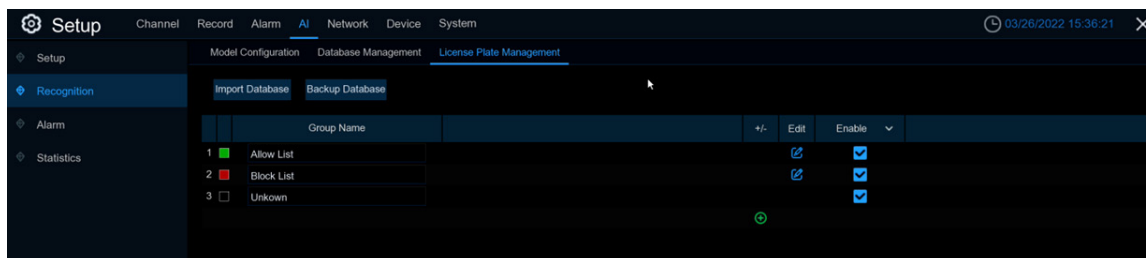 Setup Channel Record Alarm AI Network Device System 03/26/2022 15:36:21
Setup Model Configuration Database Management License Plate Management
Recognition Import Database Backup Database
Alarm Group Name +/- Edit Enable
Statistics 1 Allow List
2 Block List
3 Unkown